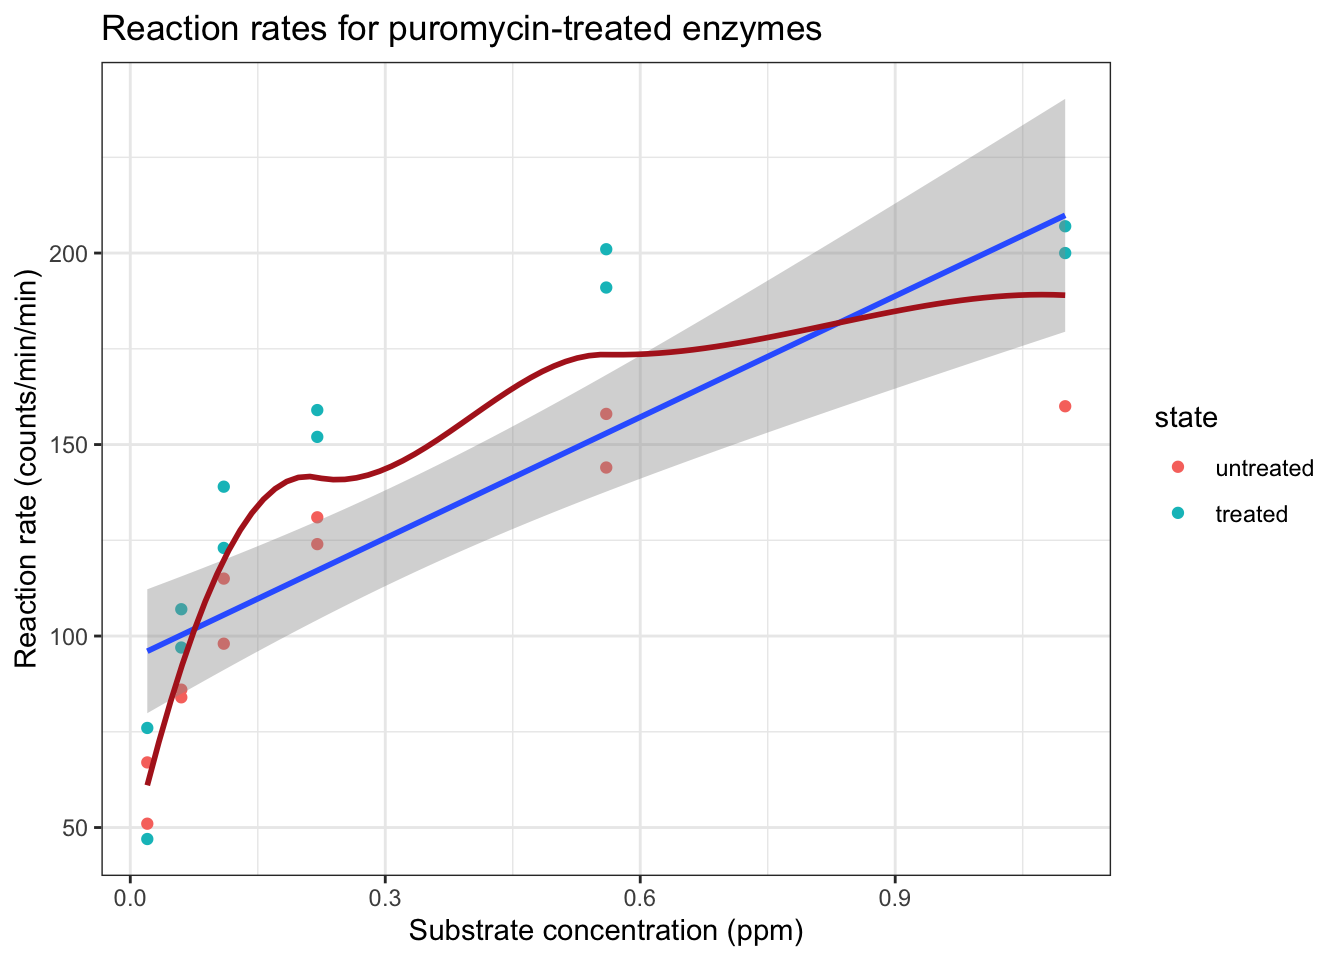 Reaction rates for puromycin-treated enzymes
Reaction rate (counts/min/min)
200
150
100
50
0.0 0.3 0.6 0.9
Substrate concentration (ppm)
state
untreated
treated